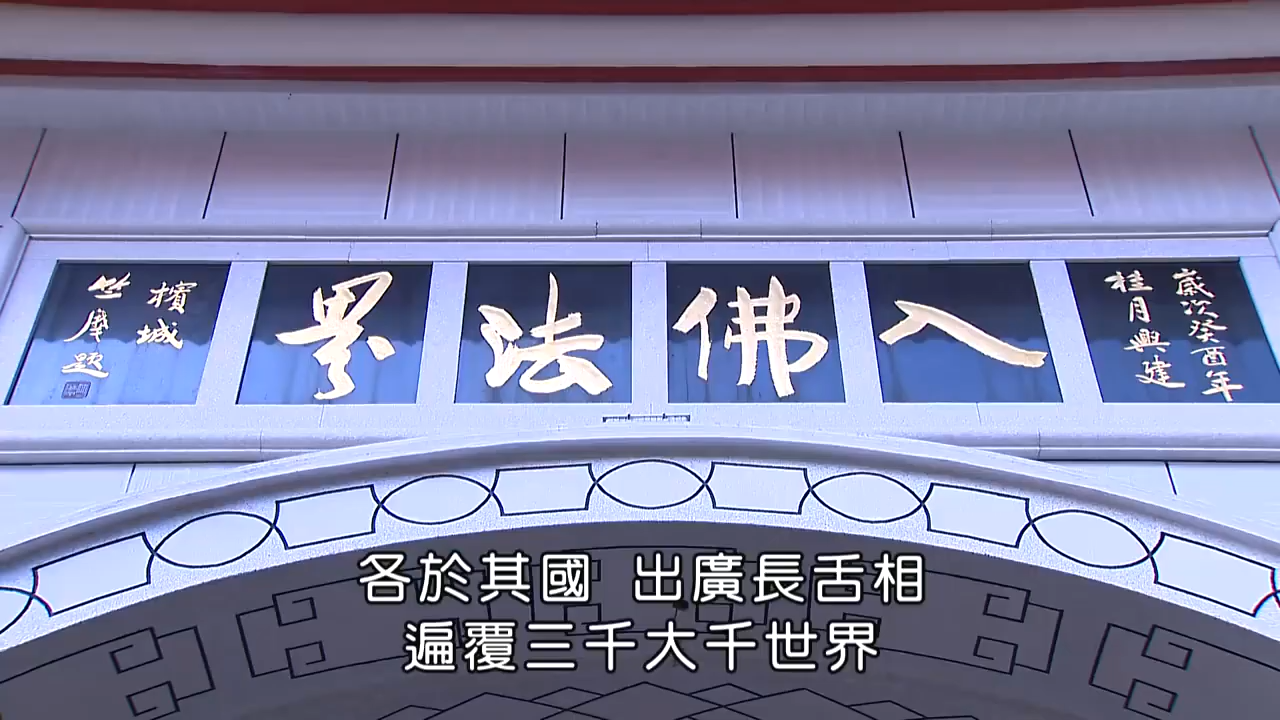 歲次癸酉年
桂月興建
入佛法界
檳城
竺摩題
各於其國 出廣長舌相
遍覆三千大千世界